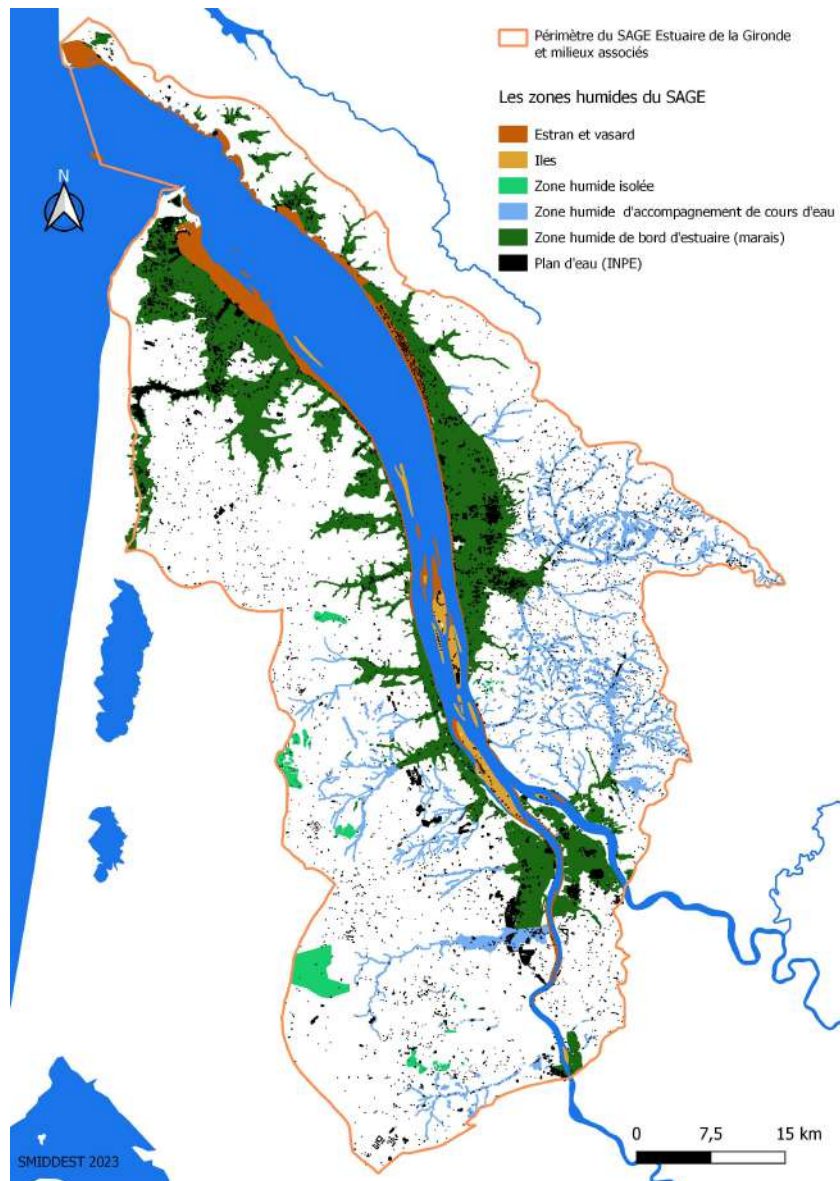 Périmètre du SAGE Estuaire de la Gironde
et milieux associés
Les zones humides du SAGE
Estran et vasard
Iles
Zone humide isolée
Zone humide d'accompagnement de cours d'eau
Zone humide de bord d'estuaire (marais)
Plan d'eau (INPE)
N
0 7,5 15 km
SMIDDEST 2023